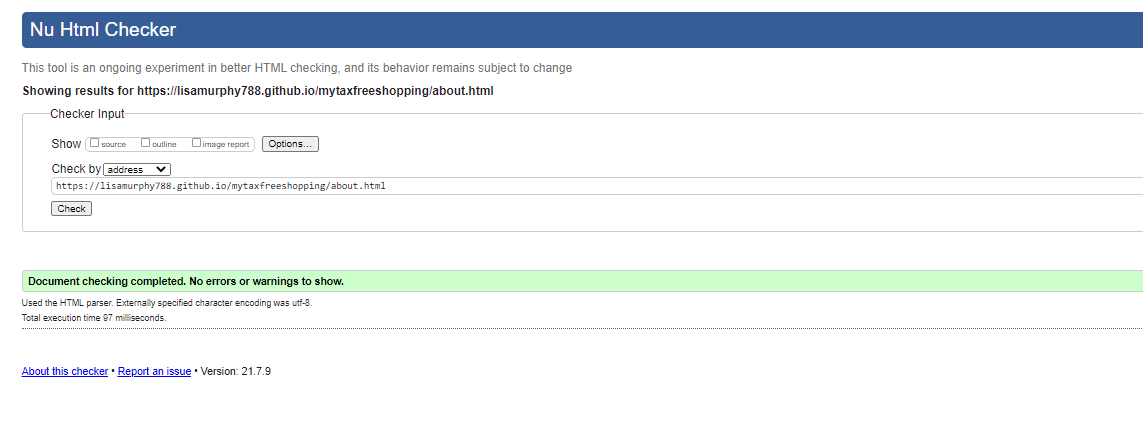 Nu Html Checker
This tool is an ongoing experiment in better HTML checking, and its behavior remains subject to change
Showing results for https://lisamurphy788.github.io/mytaxfreeshopping/about.html
Checker Input
Show source outline image report Options...
Check by address
https://lisamurphy788.github.io/mytaxfreeshopping/about.html
Check
Document checking completed. No errors or warnings to show.
Used the HTML parser. Externally specified character encoding was utf-8.
Total execution time 97 milliseconds.
About this checker • Report an issue • Version: 21.7.9